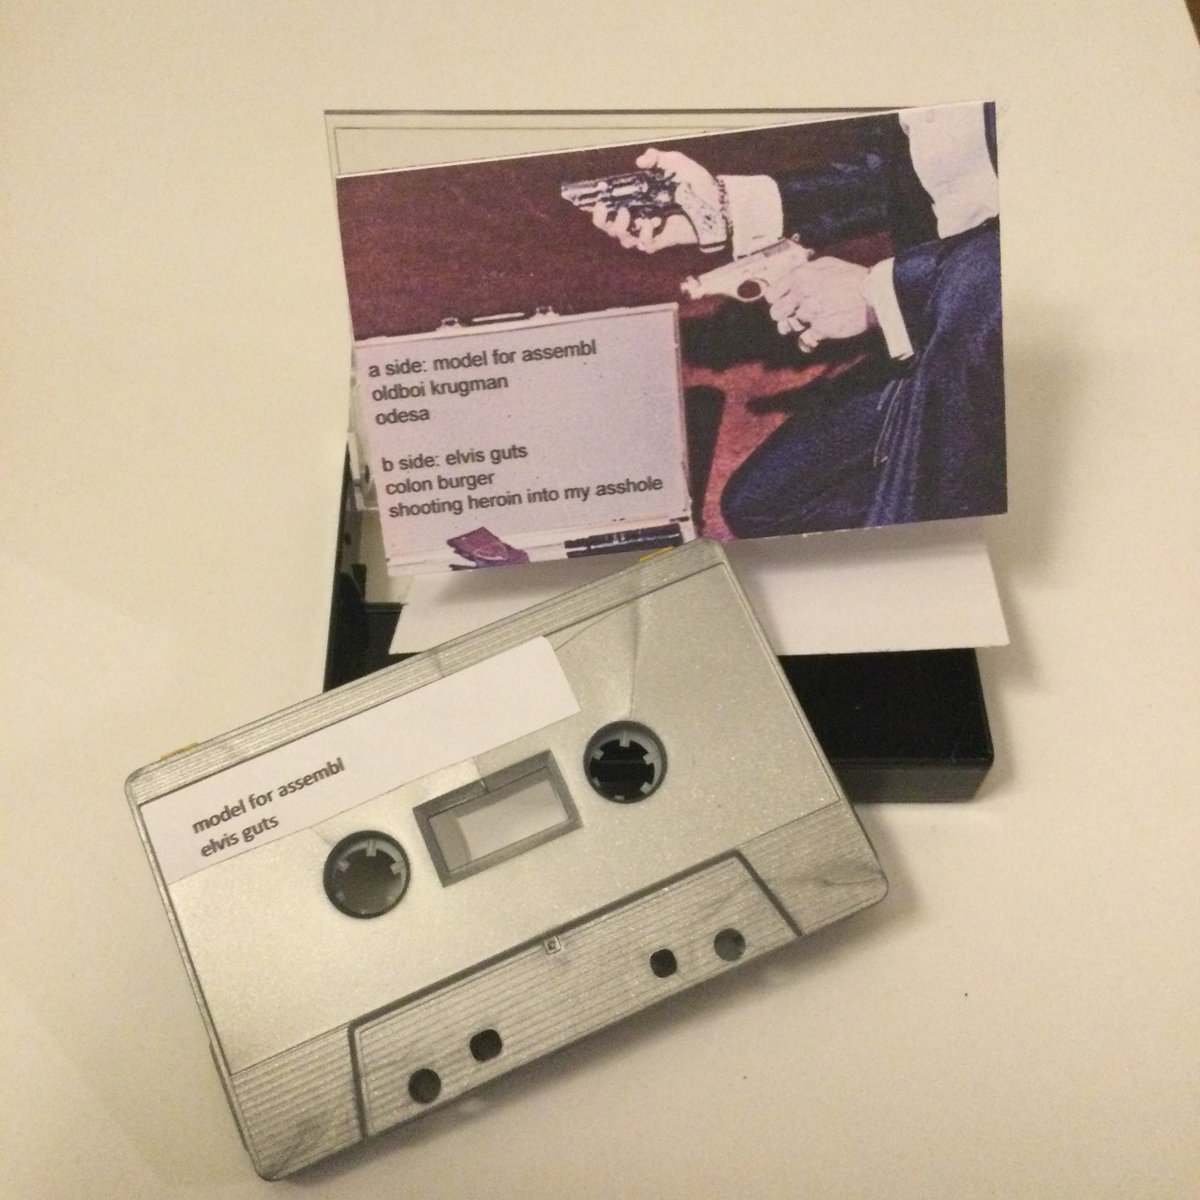 a side: model for assembl
oldboi krugman
odesa
b side: elvis guts
colon burger
shooting heroin into my asshole
model for assembl
elvis guts